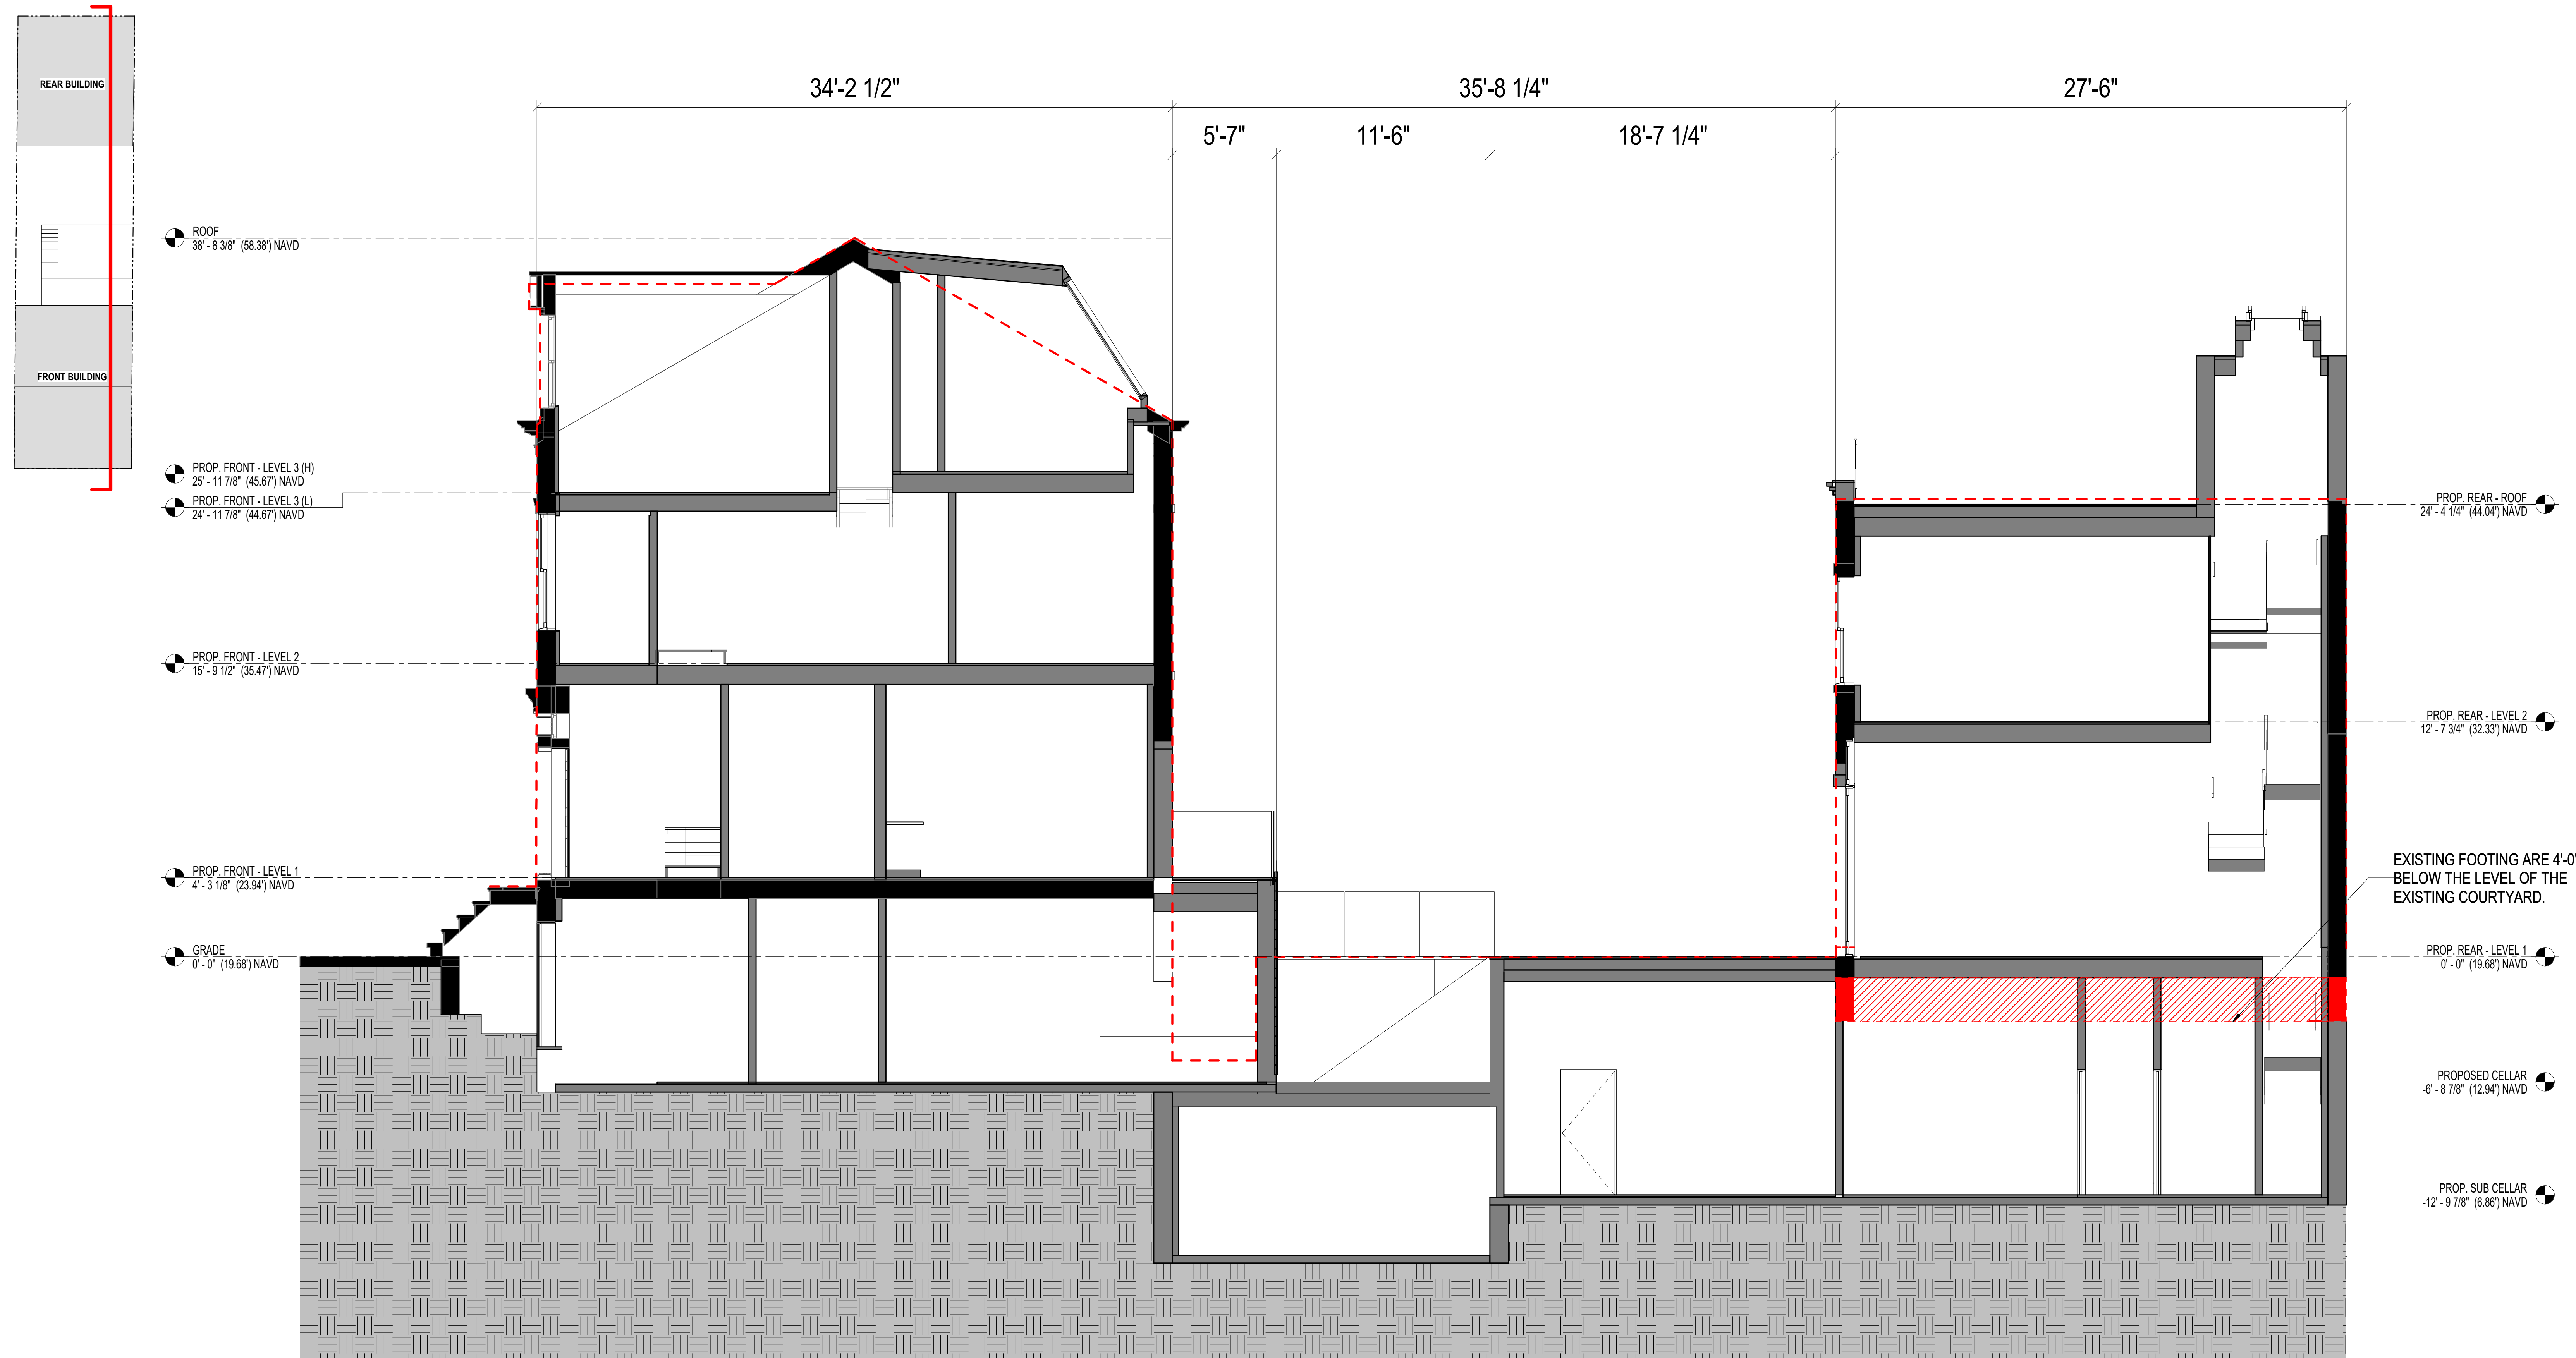 REAR BUILDING
FRONT BUILDING
34'-2 1/2"
35'-8 1/4"
27'-6"
5'-7"
11'-6"
18'-7 1/4"
ROOF
38' - 8 3/8" (58.38') NAVD
PROP. FRONT - LEVEL 3 (H)
25' - 11 7/8" (45.67') NAVD
PROP. FRONT - LEVEL 3 (L)
24' - 11 7/8" (44.67') NAVD
PROP. FRONT - LEVEL 2
15' - 9 1/2" (35.47') NAVD
PROP. FRONT - LEVEL 1
4' - 3 1/8" (23.94') NAVD
GRADE
0' - 0" (19.68') NAVD
PROP. REAR - ROOF
24' - 4 1/4" (44.04') NAVD
PROP. REAR - LEVEL 2
12' - 7 3/4" (32.33') NAVD
EXISTING FOOTING ARE 4'-0"
BELOW THE LEVEL OF THE
EXISTING COURTYARD.
PROP. REAR - LEVEL 1
0' - 0" (19.68') NAVD
PROPOSED CELLAR
-6' - 8 7/8" (12.94') NAVD
PROP. SUB CELLAR
-12' - 9 7/8" (6.86') NAVD